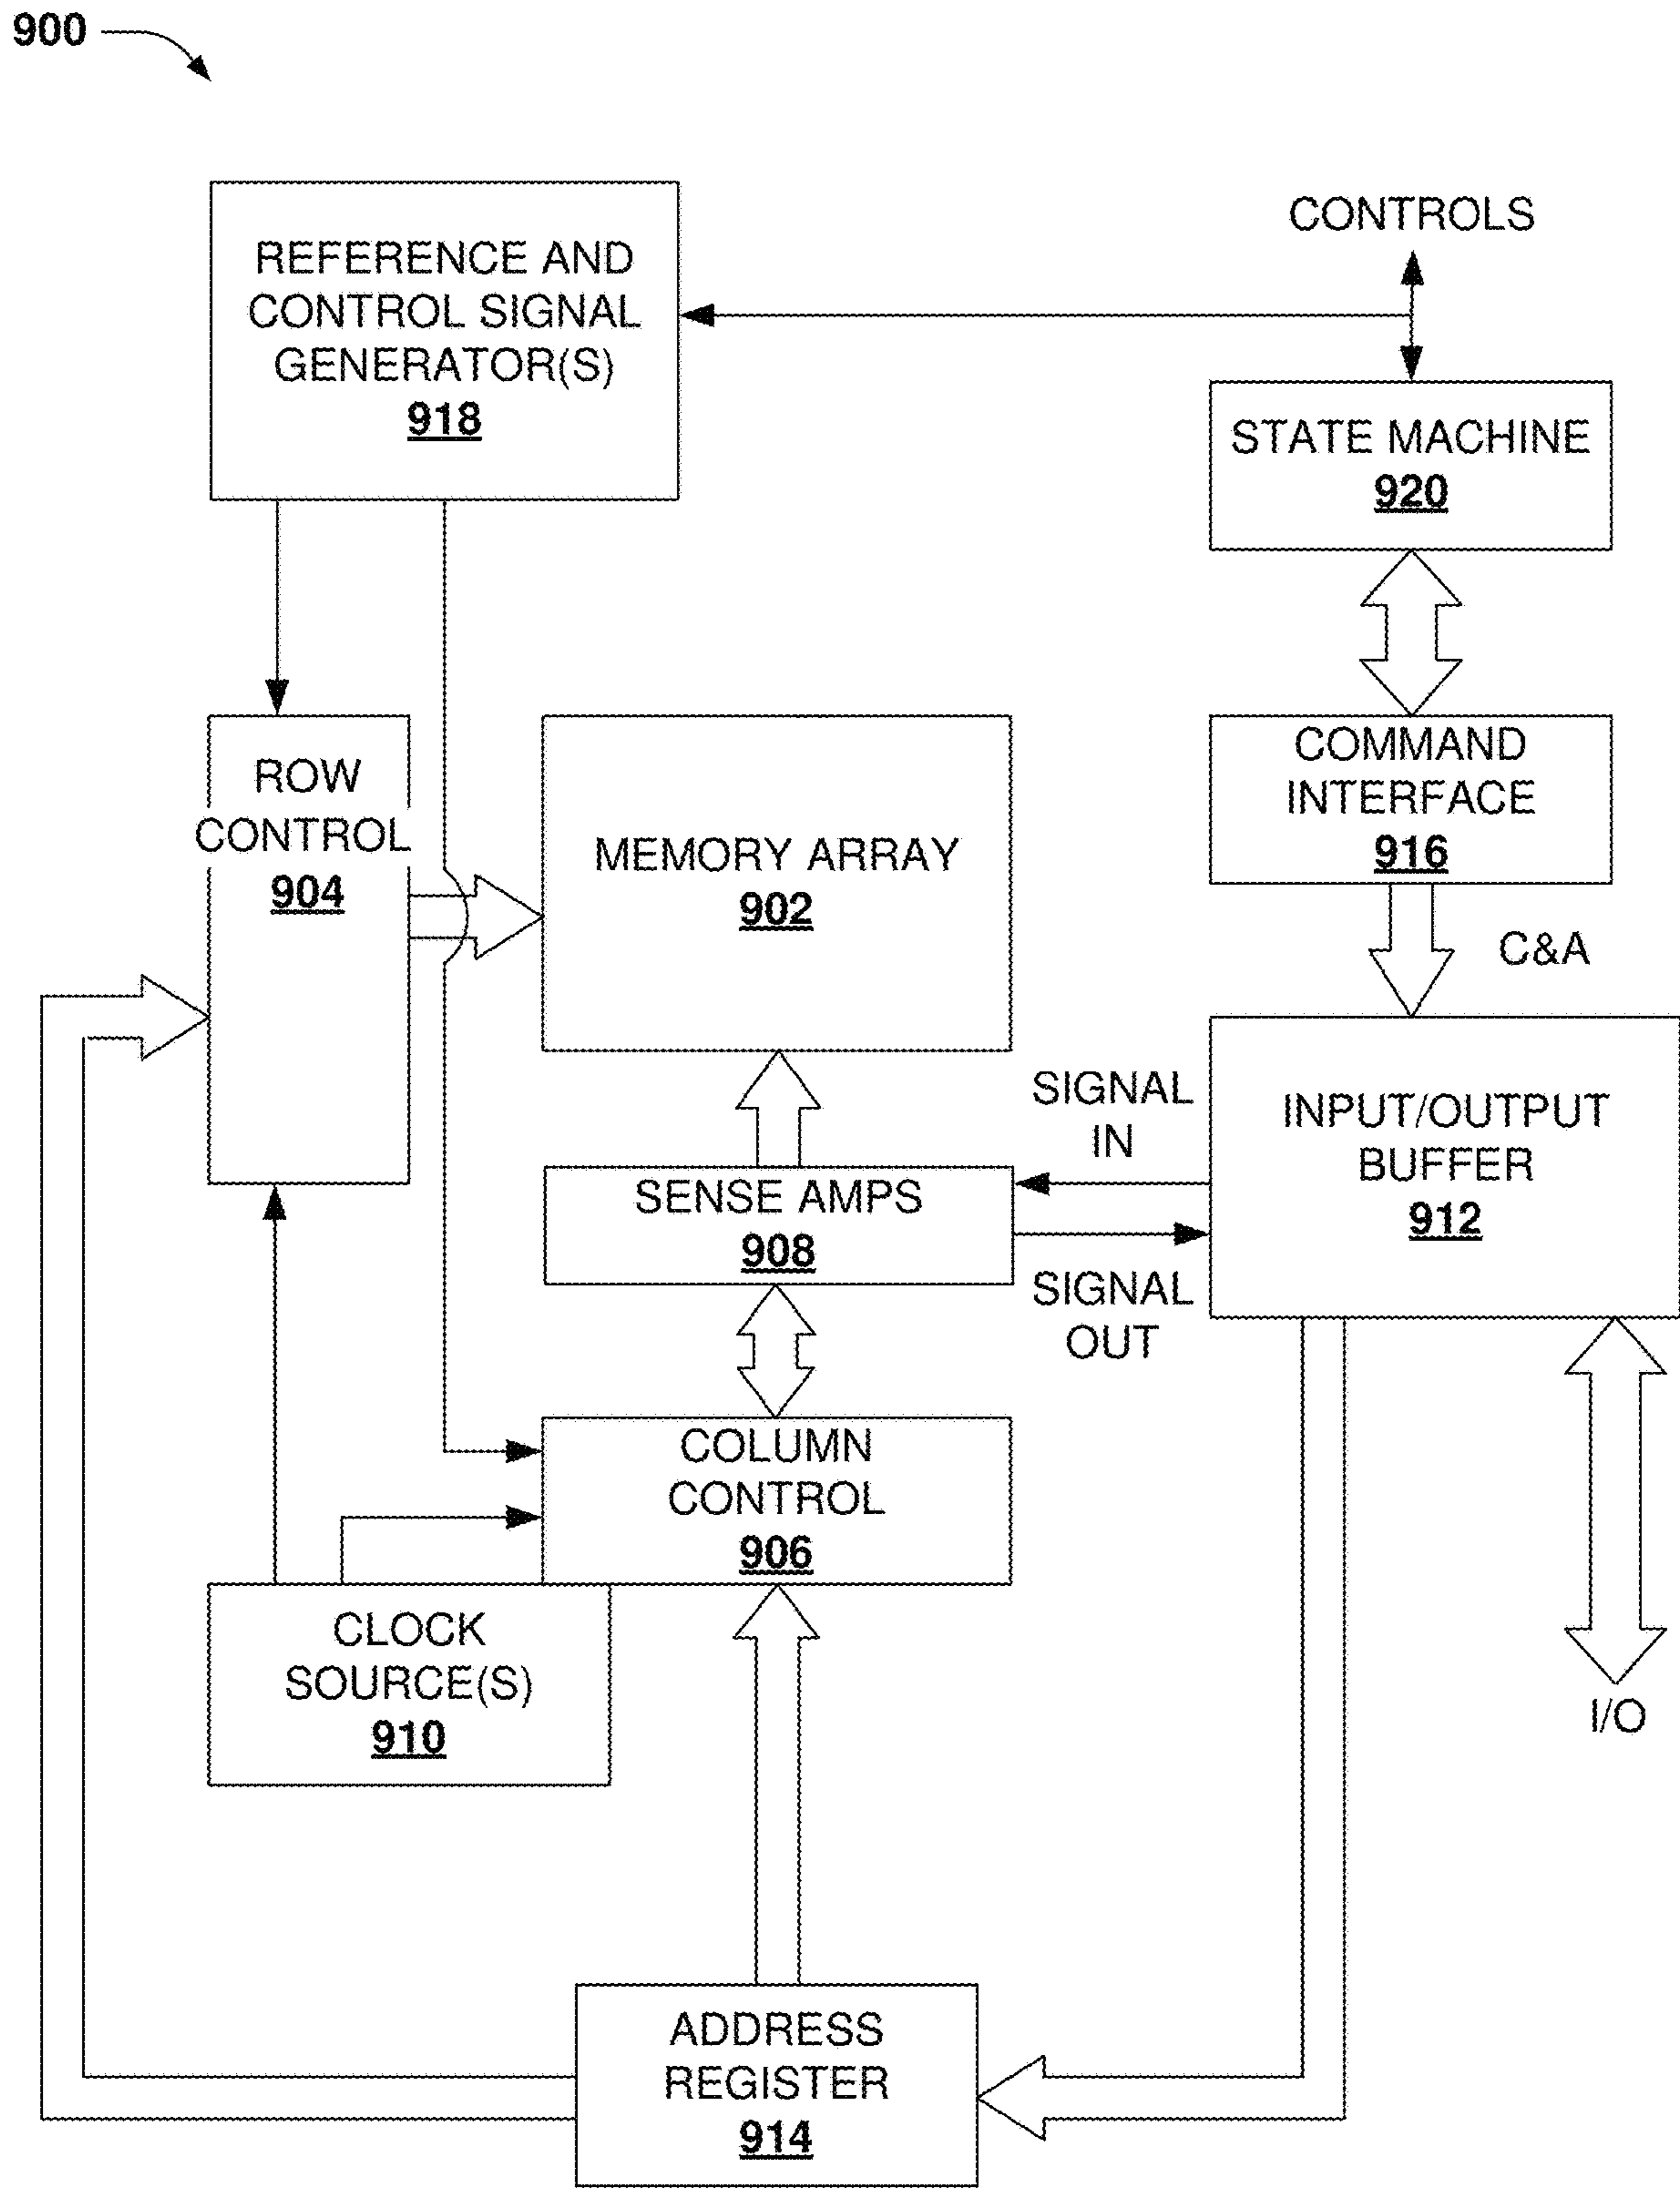 900
REFERENCE AND
CONTROL SIGNAL
GENERATOR(S)
918
CONTROLS
STATE MACHINE
920
ROW
CONTROL
904
MEMORY ARRAY
902
COMMAND
INTERFACE
916
C&A
SIGNAL
IN
INPUT/OUTPUT
BUFFER
912
SENSE AMPS
908
SIGNAL
OUT
COLUMN
CONTROL
906
CLOCK
SOURCE(S)
910
I/O
ADDRESS
REGISTER
914